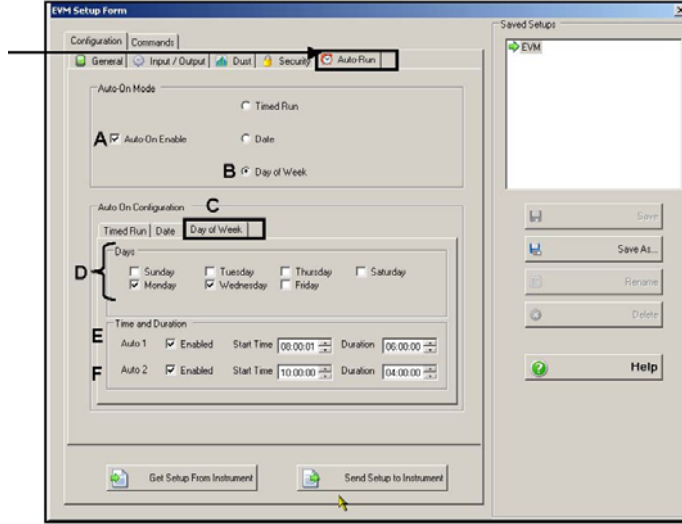 EVM Setup Form
Saved Setups
Configuration Commands
EVM
General Input / Output Dust Security Auto-Run
Auto-On Mode
Timed Run
A Auto-On Enable Date
B Day of Week
Auto On Configuration C
Timed Run Date Day of Week
Save
Days
D
Sunday Tuesday Thursday Saturday
Save As...
Monday Wednesday Friday
Rename
Time and Duration
Delete
E Auto 1 Enabled Start Time 08:00:01 Duration 06:00:00
F Auto 2 Enabled Start Time 10:00:00 Duration 04:00:00
Help
Get Setup From Instrument Send Setup to Instrument